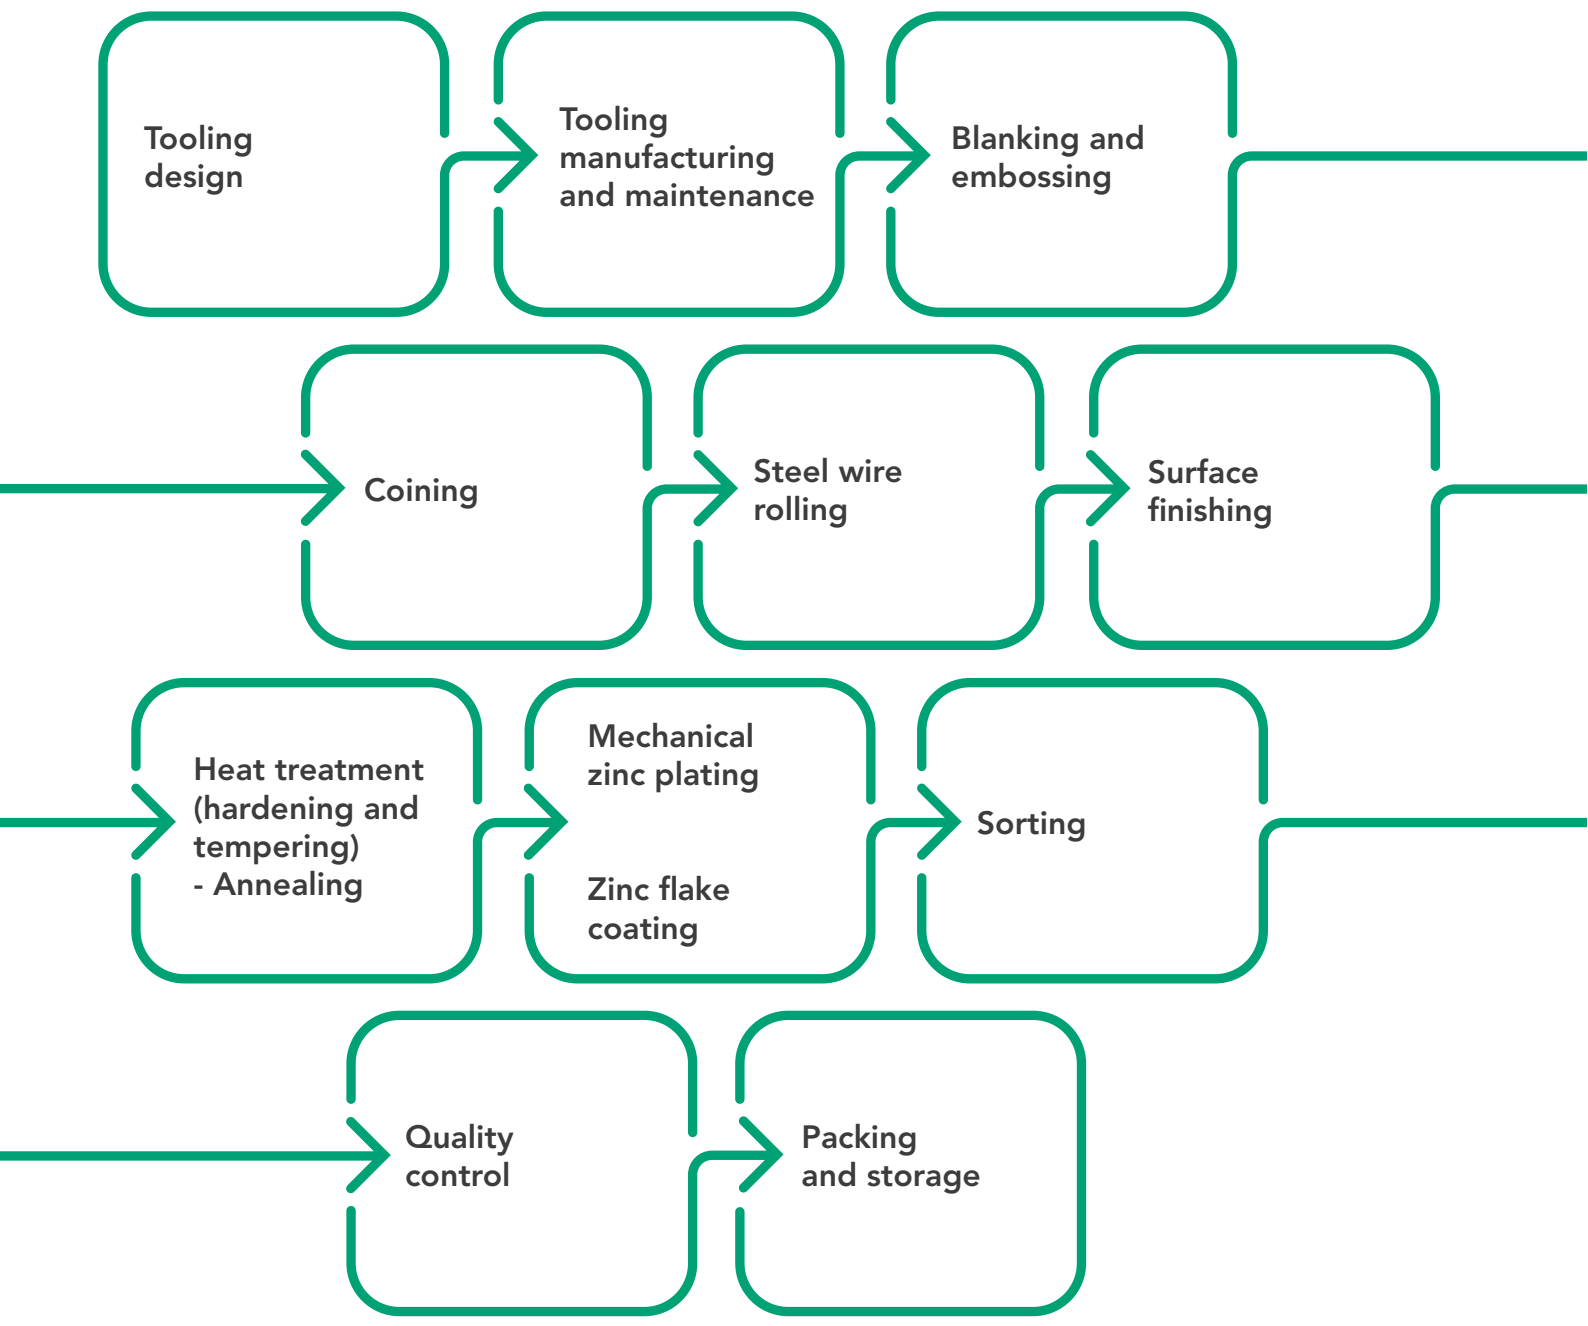 Tooling
design
Tooling
manufacturing
and maintenance
Blanking and
embossing
Coining
Steel wire
rolling
Surface
finishing
Heat treatment
(hardening and
tempering)
- Annealing
Mechanical
zinc plating
Zinc flake
coating
Sorting
Quality
control
Packing
and storage